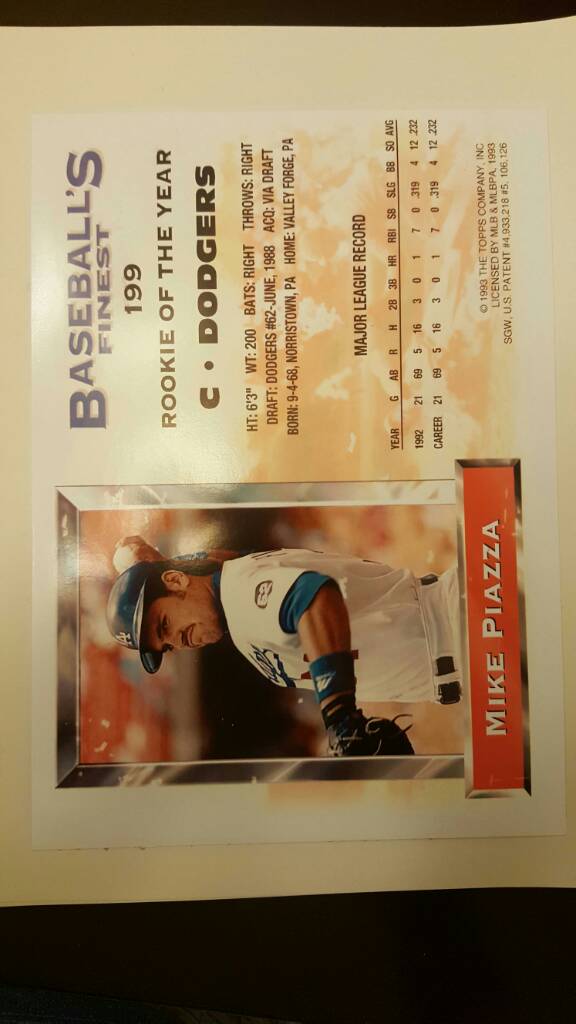 BASEBALL'S
FINEST
199
ROOKIE OF THE YEAR
C • DODGERS
HT: 6'3" WT: 200 BATS: RIGHT THROWS: RIGHT
DRAFT: DODGERS #62-JUNE, 1988 ACQ: VIA DRAFT
BORN: 9-4-68, NORRISTOWN, PA HOME: VALLEY FORGE, PA
MAJOR LEAGUE RECORD
YEAR G AB R H 2B 3B HR RBI SB SLG BB SO AVG
1992 21 69 5 16 3 0 1 7 0 .319 4 12 .232
CAREER 21 69 5 16 3 0 1 7 0 .319 4 12 .232
© 1993 THE TOPPS COMPANY, INC
LICENSED BY MLB & MLBPA, 1993
SGW, U.S. PATENT #4,933,218 #5, 106,126
LA
MIKE PIAZZA